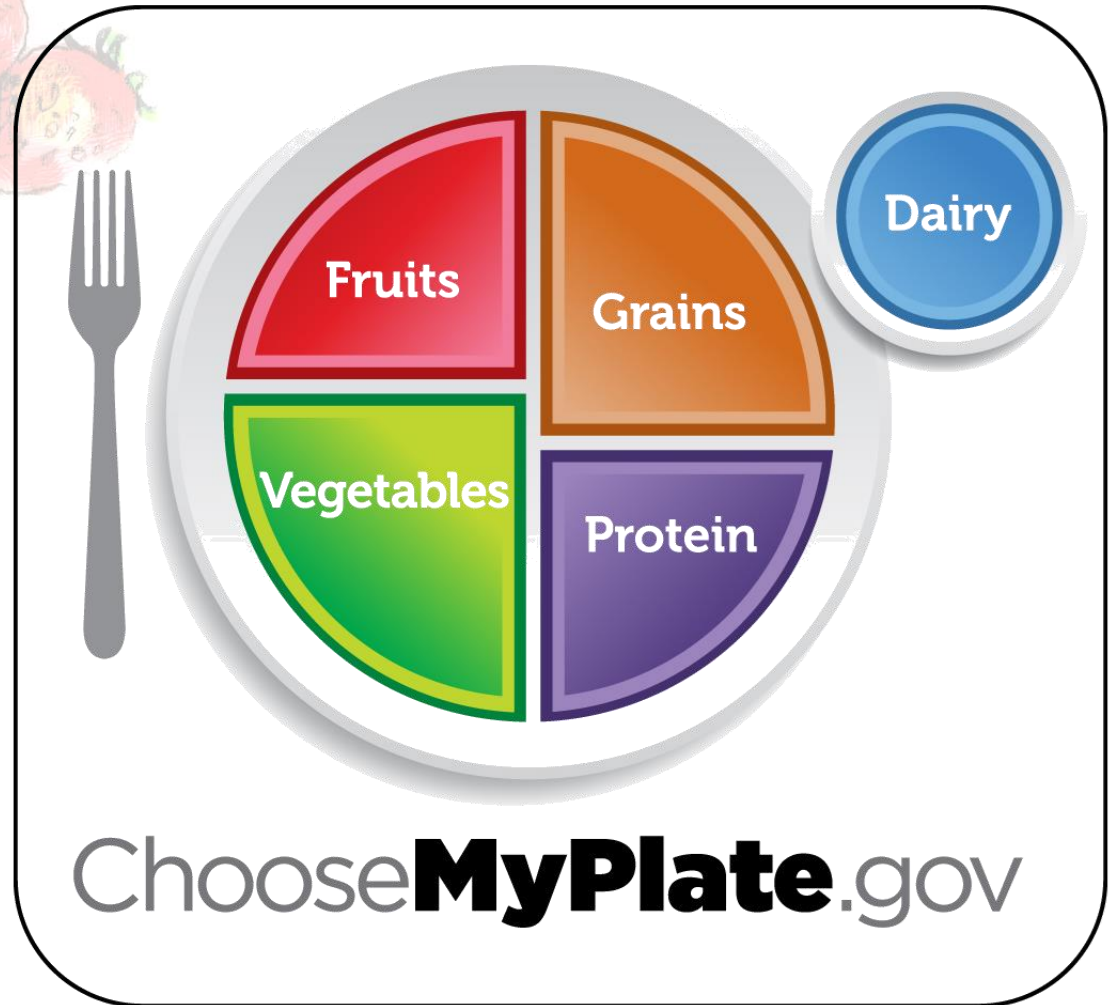 Dairy
Fruits
Grains
Vegetables
Protein
ChooseMyPlate.gov